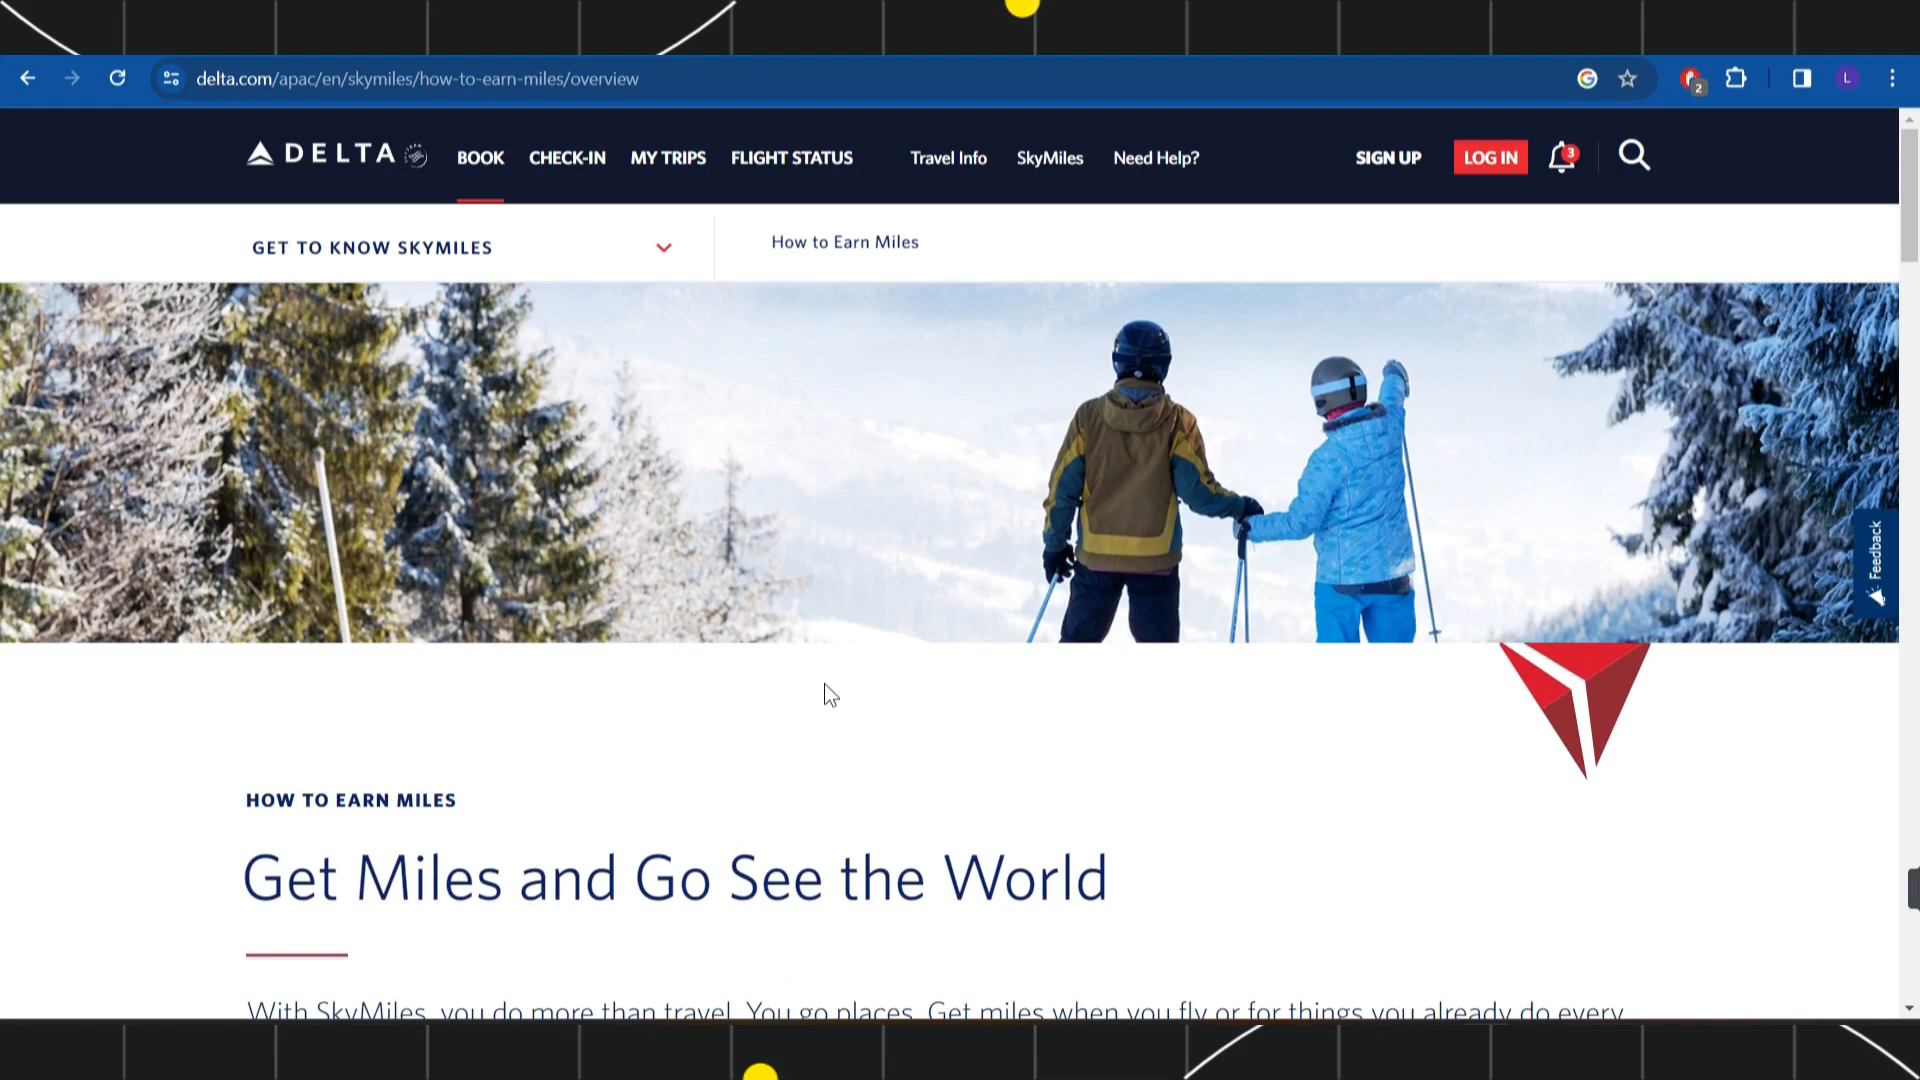 delta.com/apac/en/skymiles/how-to-earn-miles/overview
2
L
DELTA
BOOK
CHECK-IN
MY TRIPS
FLIGHT STATUS
Travel Info
SkyMiles
Need Help?
SIGN UP
LOG IN
3
GET TO KNOW SKYMILES
How to Earn Miles
Feedback
HOW TO EARN MILES
Get Miles and Go See the World
With SkyMiles, you do more than travel. You go places. Get miles when you fly or for things you already do every